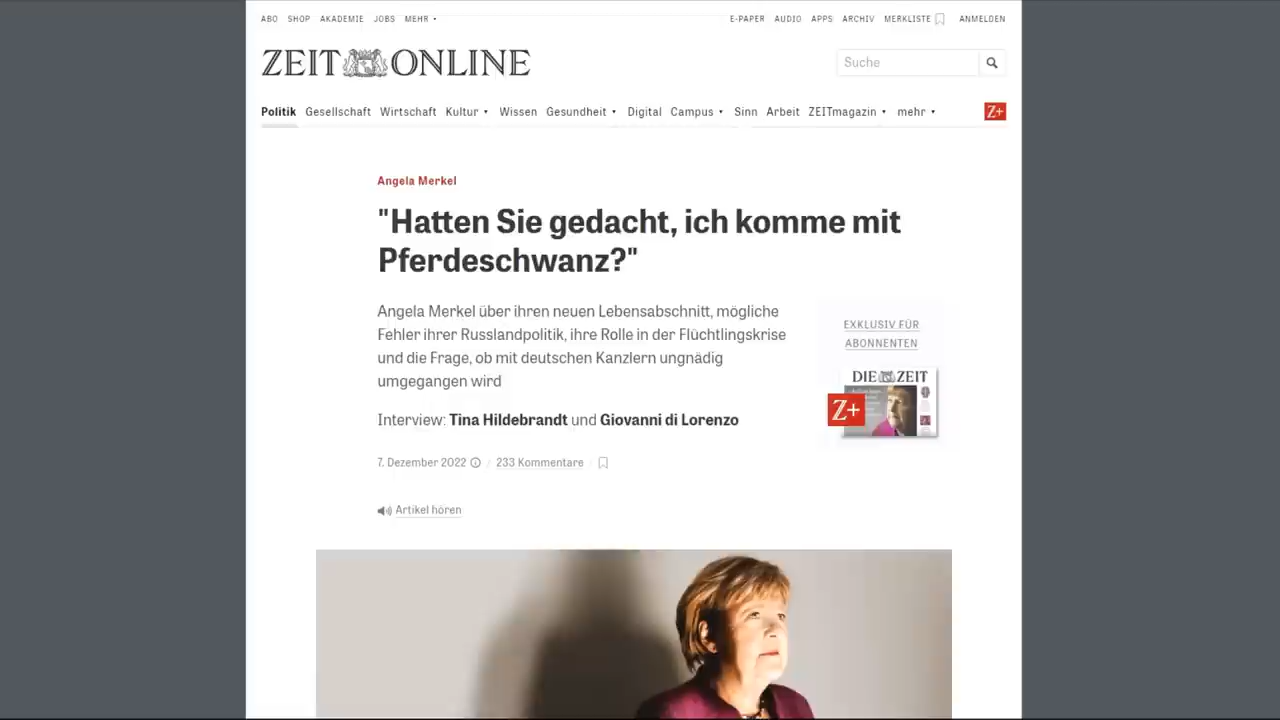 ABO SHOP AKADEMIE JOBS MEHR E-PAPER AUDIO APPS ARCHIV MERKLISTE ANMELDEN
ZEIT ONLINE
Suche
Politik Gesellschaft Wirtschaft Kultur Wissen Gesundheit Digital Campus Sinn Arbeit ZEITmagazin mehr Z+
Angela Merkel
"Hatten Sie gedacht, ich komme mit
Pferdeschwanz?"
Angela Merkel über ihren neuen Lebensabschnitt, mögliche
Fehler ihrer Russlandpolitik, ihre Rolle in der Flüchtlingskrise
und die Frage, ob mit deutschen Kanzlern ungnädig
umgegangen wird
EXKLUSIV FÜR
ABONNENTEN
DIE ZEIT
Z+
Interview: Tina Hildebrandt und Giovanni di Lorenzo
7. Dezember 2022 / 233 Kommentare
Artikel hören